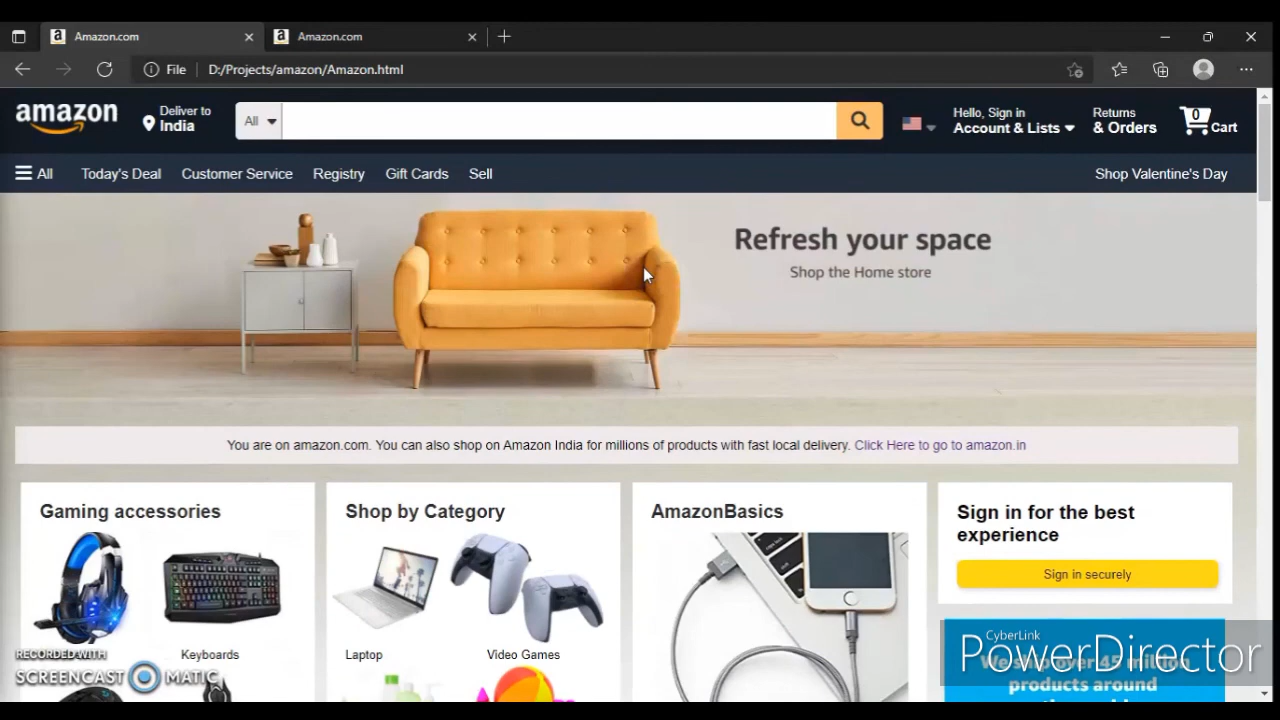 Amazon.com
Amazon.com
File
D:/Projects/amazon/Amazon.html
amazon
Deliver to
India
All
Hello, Sign in
Account & Lists
Returns
& Orders
0
Cart
All
Today's Deal
Customer Service
Registry
Gift Cards
Sell
Shop Valentine's Day
Refresh your space
Shop the Home store
You are on amazon.com. You can also shop on Amazon India for millions of products with fast local delivery. Click Here to go to amazon.in
Gaming accessories
Shop by Category
AmazonBasics
Sign in for the best
experience
Sign in securely
Keyboards
Laptop
Video Games
RECORDED WITH
SCREENCAST MATIC
CyberLink
PowerDirector
We ship over 45 million
products around